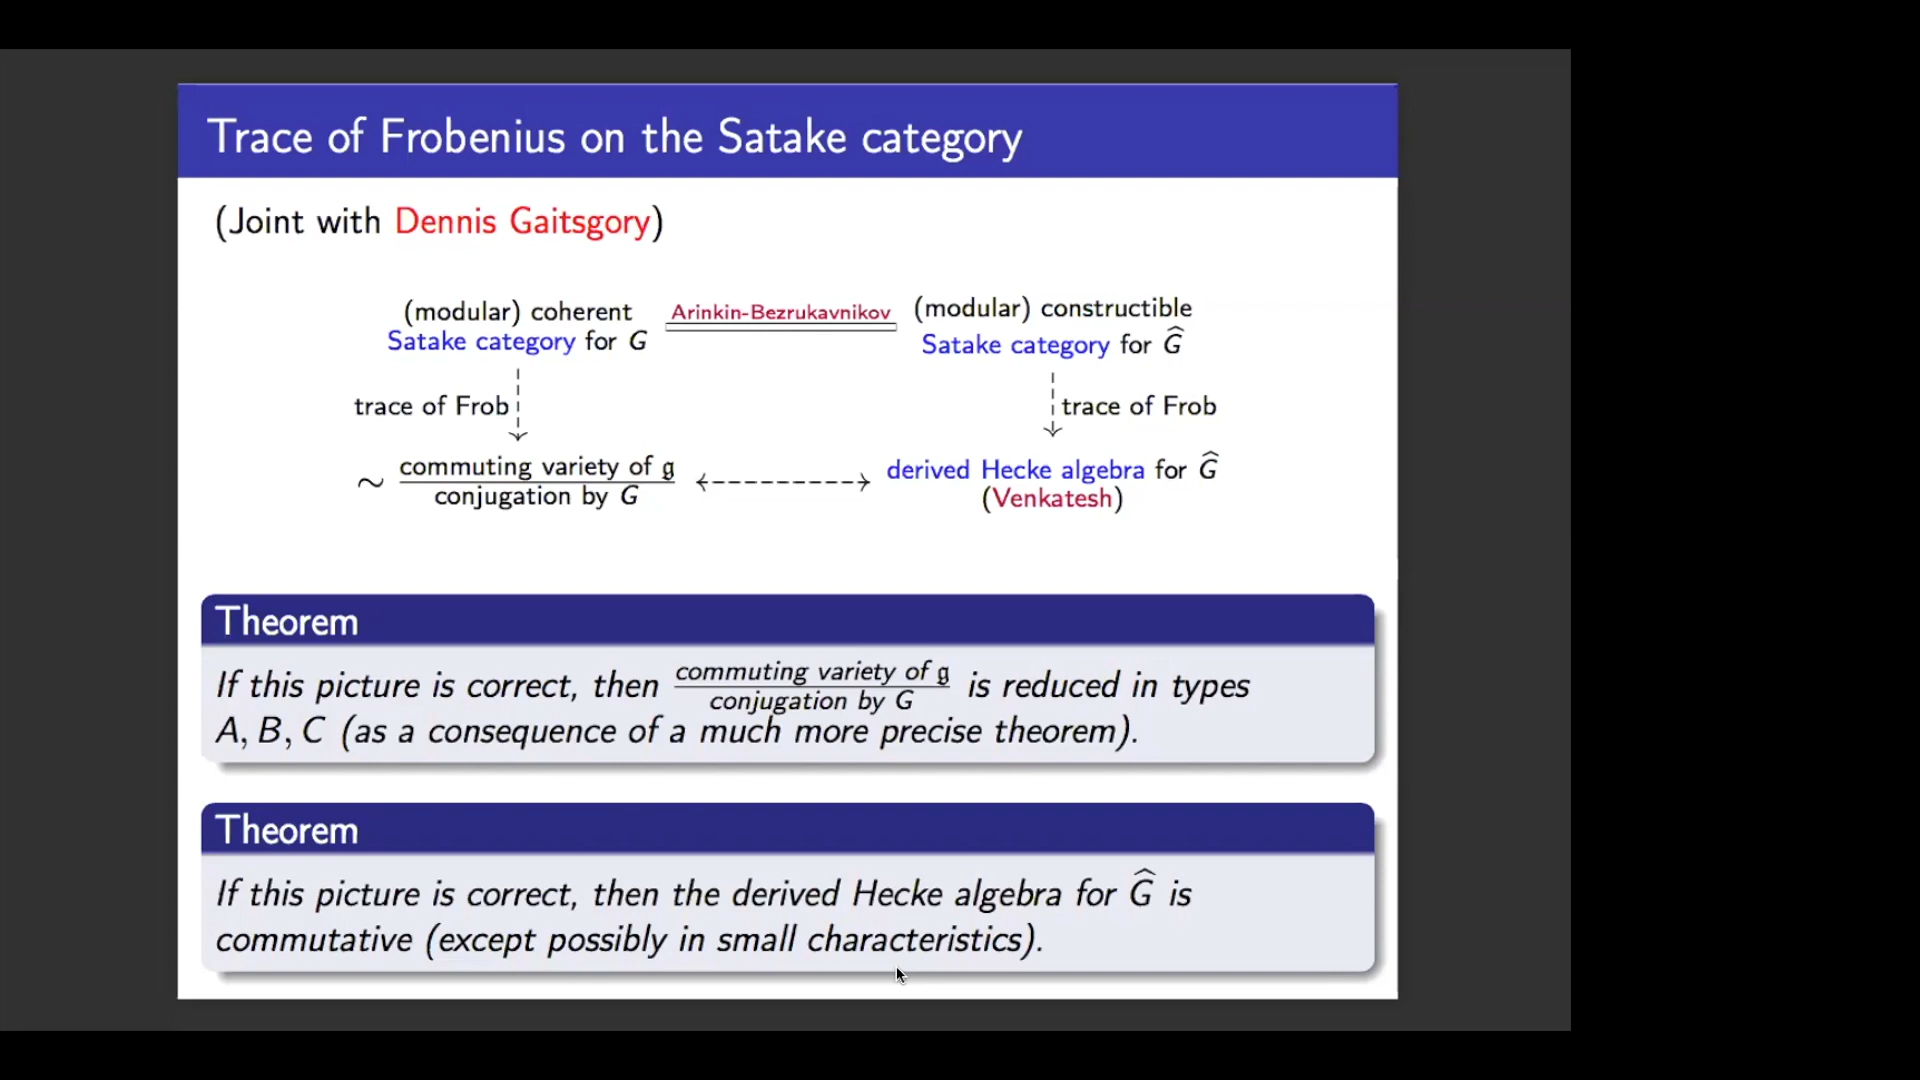 Trace of Frobenius on the Satake category
(Joint with Dennis Gaitsgory)
(modular) coherent
Satake category for G
Arinkin-Bezrukavnikov
(modular) constructible
Satake category for Ĝ
trace of Frob
trace of Frob
∼ commuting variety of 𝔤
conjugation by G
derived Hecke algebra for Ĝ
(Venkatesh)
Theorem
If this picture is correct, then commuting variety of 𝔤 / conjugation by G is reduced in types
A, B, C (as a consequence of a much more precise theorem).
Theorem
If this picture is correct, then the derived Hecke algebra for Ĝ is
commutative (except possibly in small characteristics).